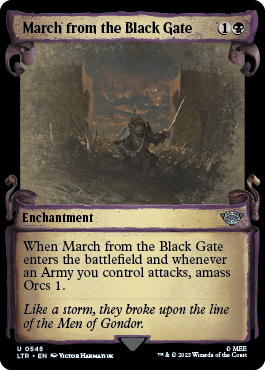 March from the Black Gate 1
Enchantment
When March from the Black Gate
enters the battlefield and whenever
an Army you control attacks, amass
Orcs 1.
Like a storm, they broke upon the line
of the Men of Gondor.
U 0545
LTR • EN Victor Harmatiuk
& © MEE
™ & © 2023 Wizards of the Coast